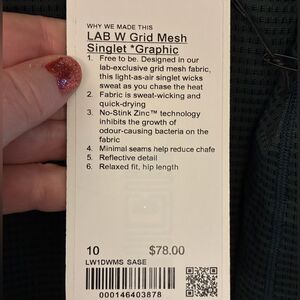 WHY WE MADE THIS
LAB W Grid Mesh
Singlet *Graphic
1. Free to be. Designed in our
lab-exclusive grid mesh fabric,
this light-as-air singlet wicks
sweat as you chase the heat
2. Fabric is sweat-wicking and
quick-drying
3. No-Stink Zinc™ technology
inhibits the growth of
odour-causing bacteria on the
fabric
4. Minimal seams help reduce chafe
5. Reflective detail
6. Relaxed fit, hip length
10 $78.00
LW1DWMS SASE
000146403878